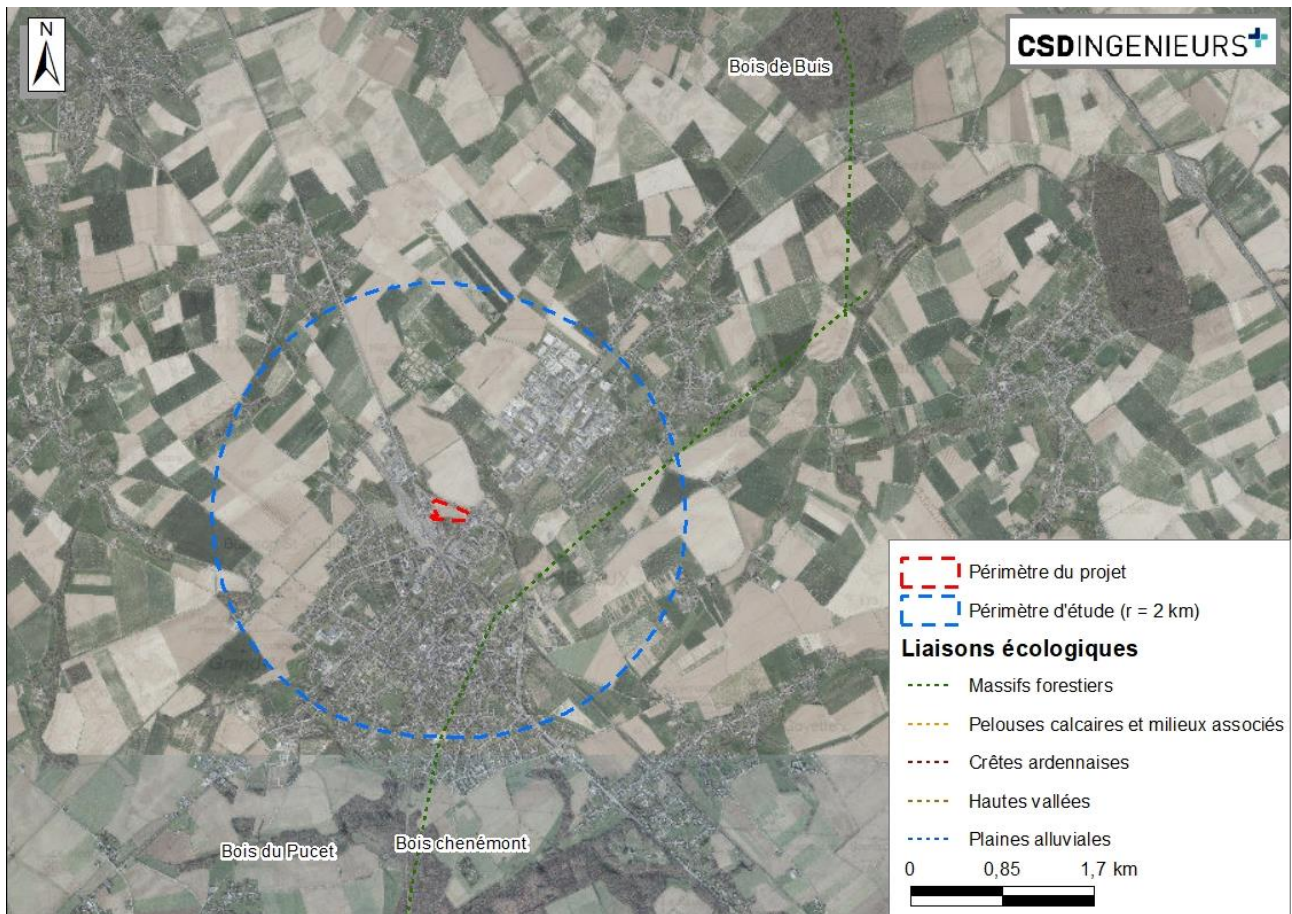 N
CSDINGENIEURS+
Bois de Buis
Périmètre du projet
Périmètre d'étude (r = 2 km)
Liaisons écologiques
Massifs forestiers
Pelouses calcaires et milieux associés
Crêtes ardennaises
Hautes vallées
Plaines alluviales
0 0,85 1,7 km
Bois du Pucet
Bois chenémont